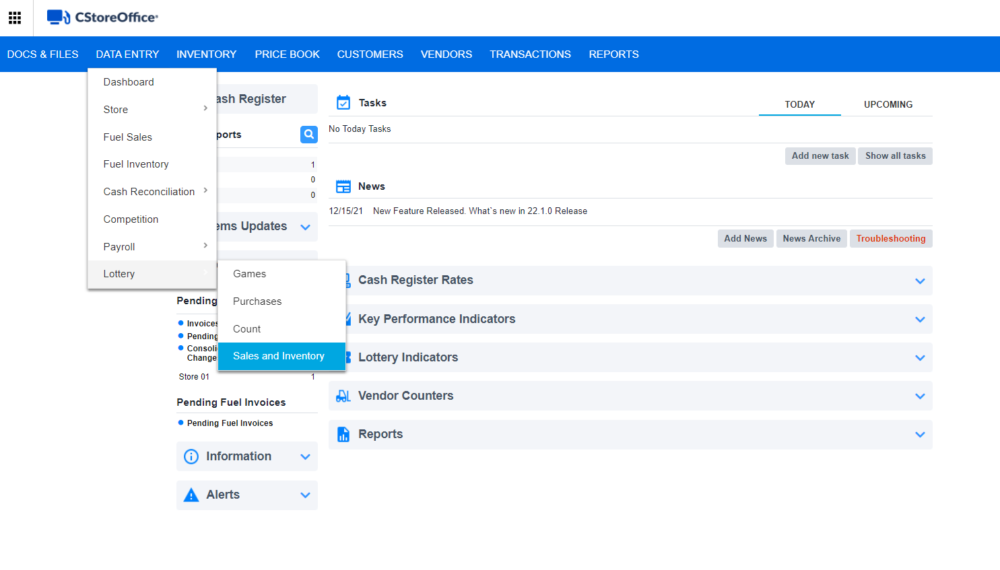 CStoreOffice®
DOCS & FILES DATA ENTRY INVENTORY PRICE BOOK CUSTOMERS VENDORS TRANSACTIONS REPORTS
Dashboard
Store
Fuel Sales
Fuel Inventory
Cash Reconciliation
Competition
Payroll
Lottery
Games
Purchases
Count
Sales and Inventory
ash Register
ports
1
0
0
ems Updates
Pending
Invoices
Pending
Consoli
Change
Store 01 1
Pending Fuel Invoices
Pending Fuel Invoices
Information
Alerts
Tasks TODAY UPCOMING
No Today Tasks
Add new task Show all tasks
News
12/15/21 New Feature Released. What`s new in 22.1.0 Release
Add News News Archive Troubleshooting
Cash Register Rates
Key Performance Indicators
Lottery Indicators
Vendor Counters
Reports